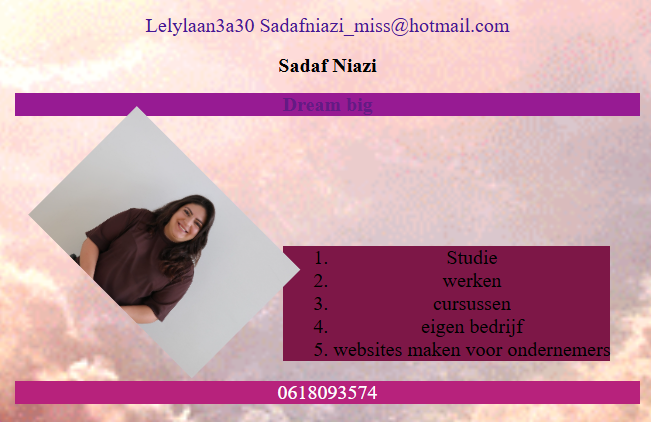 Lelylaan3a30 Sadafniazi_miss@hotmail.com
Sadaf Niazi
Dream big
1. Studie
2. werken
3. cursussen
4. eigen bedrijf
5. websites maken voor ondernemers
0618093574